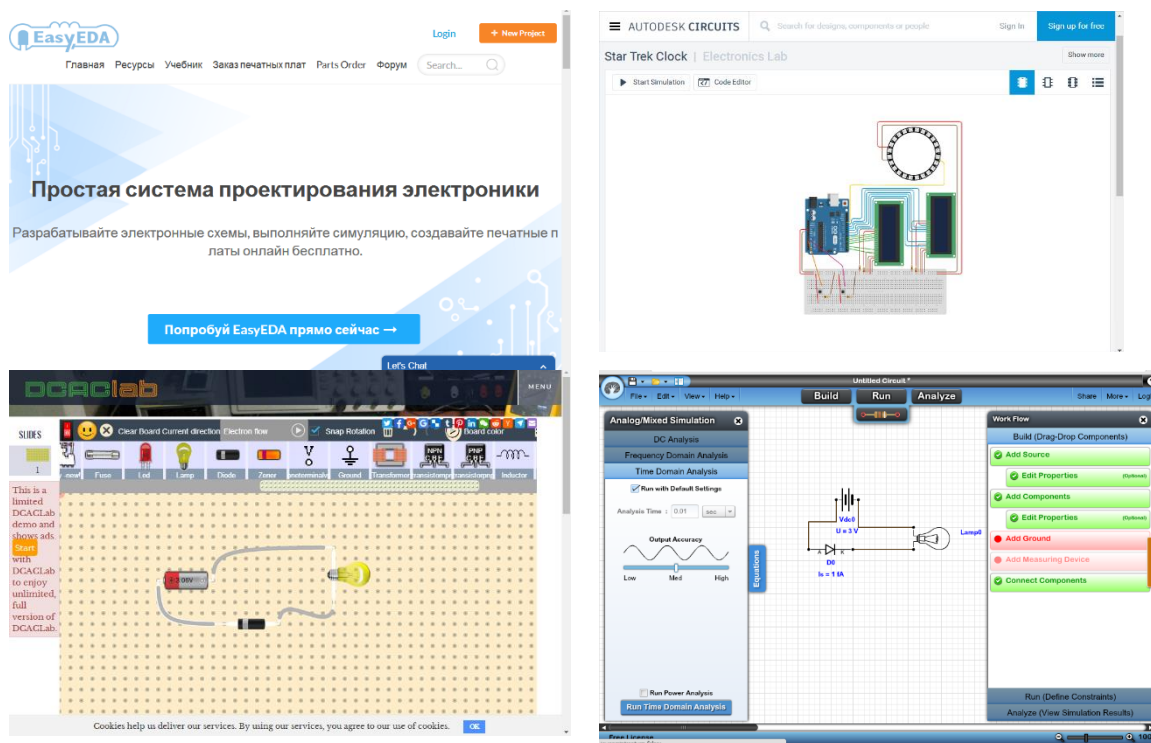 EasyEDA
Login
+ New Project
Главная Ресурсы Учебник Заказ печатных плат Parts Order Форум Search...
Простая система проектирования электроники
Разрабатывайте электронные схемы, выполняйте симуляцию, создавайте печатные п
латы онлайн бесплатно.
Попробуй EasyEDA прямо сейчас →
Let's Chat
AUTODESK CIRCUITS
Search for designs, components or people
Sign In
Sign up for free
Star Trek Clock | Electronics Lab
Show more
Start Simulation
Code Editor
DCAClab
MENU
SLIDES
1
Clear Board Current direction Electron flow
Snap Rotation
Board color
Fuse Led Lamp Diode Zener Ground Transformer Inductor
NPN
PNP
This is a
limited
DCACLab
demo and
shows ads.
Start
with
DCACLab
to enjoy
unlimited,
full
version of
DCACLab.
Cookies help us deliver our services. By using our services, you agree to our use of cookies. OK
Untitled Circuit *
File Edit View Help
Build Run Analyze
Share More
Analog/Mixed Simulation
DC Analysis
Frequency Domain Analysis
Time Domain Analysis
Run with Default Settings
Analysis Time : 0.01 sec
Output Accuracy
Low Med High
Run Power Analysis
Run Time Domain Analysis
Equations
Vdc0
U = 3 V
Lamp0
A K
D0
Is = 1 fA
Work Flow
Build (Drag-Drop Components)
Add Source
Edit Properties (Optional)
Add Components
Edit Properties (Optional)
Add Ground
Add Measuring Device
Connect Components
Run (Define Constraints)
Analyze (View Simulation Results)
Free License
100